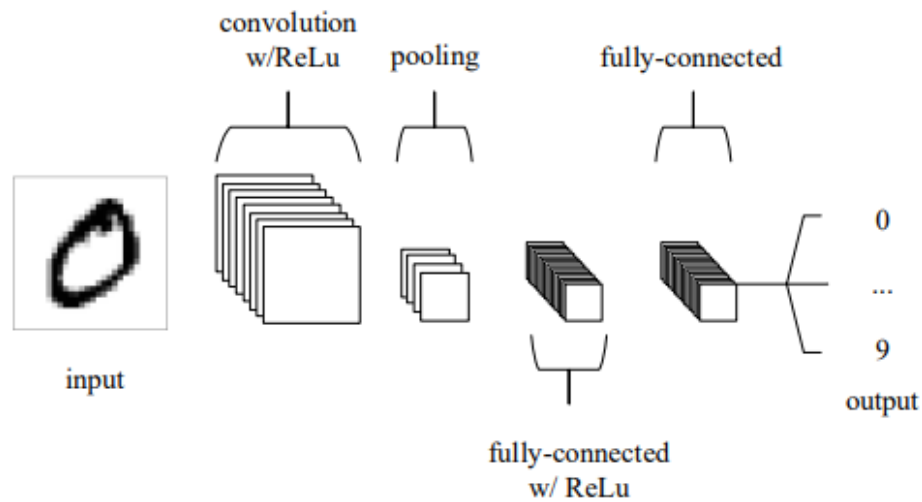 convolution
w/ReLu
pooling
fully-connected
input
fully-connected
w/ ReLu
0
...
9
output